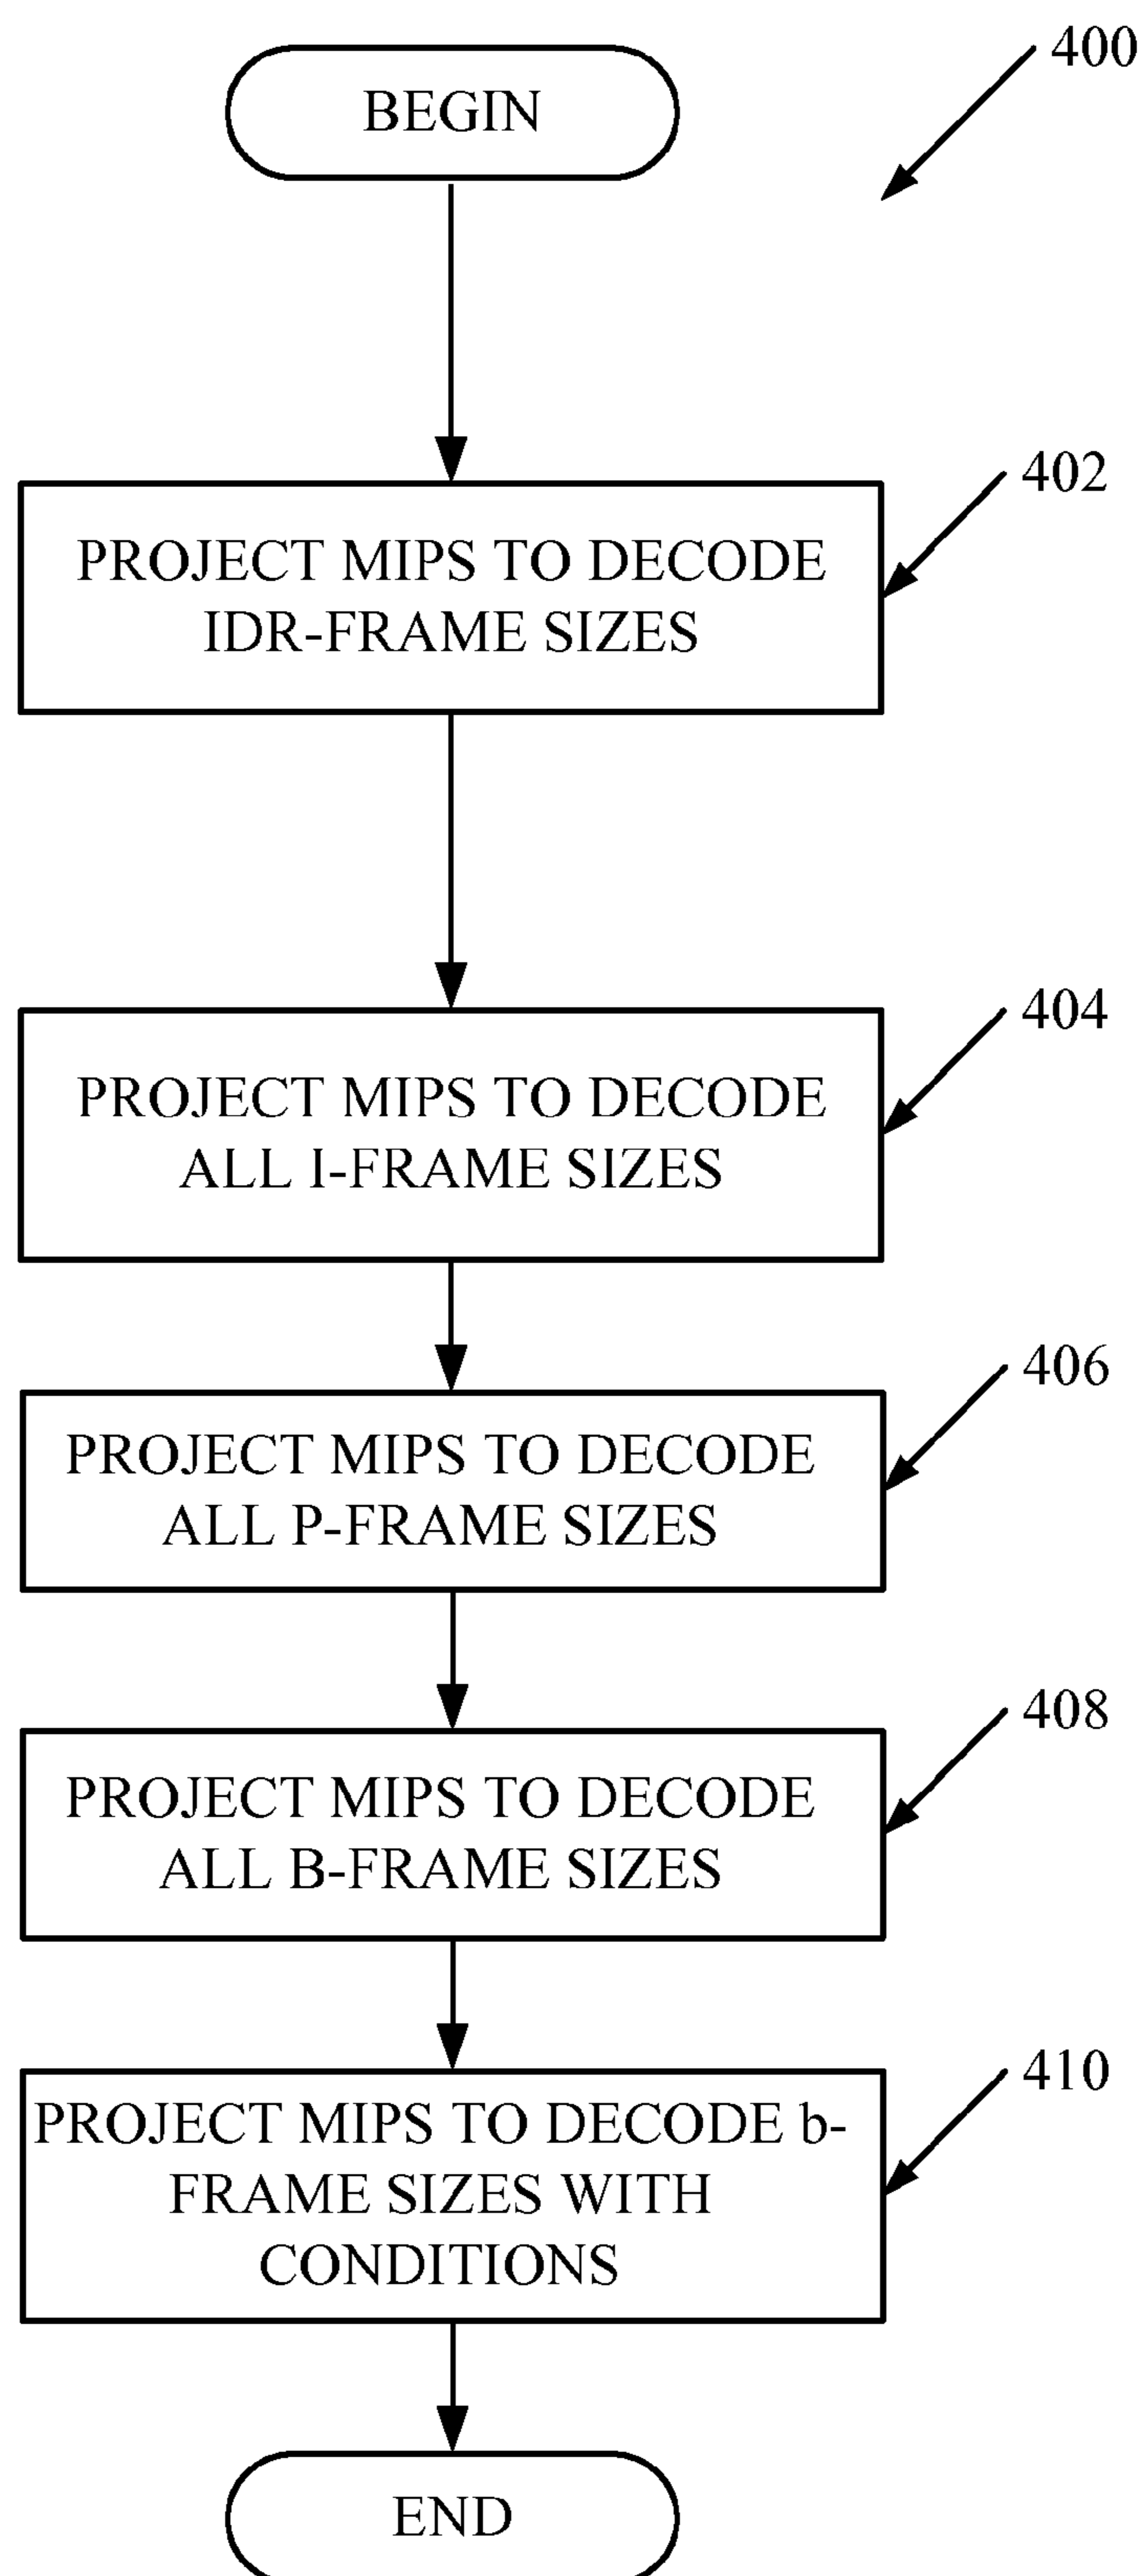 400
BEGIN
402
PROJECT MIPS TO DECODE
IDR-FRAME SIZES
404
PROJECT MIPS TO DECODE
ALL I-FRAME SIZES
406
PROJECT MIPS TO DECODE
ALL P-FRAME SIZES
408
PROJECT MIPS TO DECODE
ALL B-FRAME SIZES
410
PROJECT MIPS TO DECODE b-
FRAME SIZES WITH
CONDITIONS
END